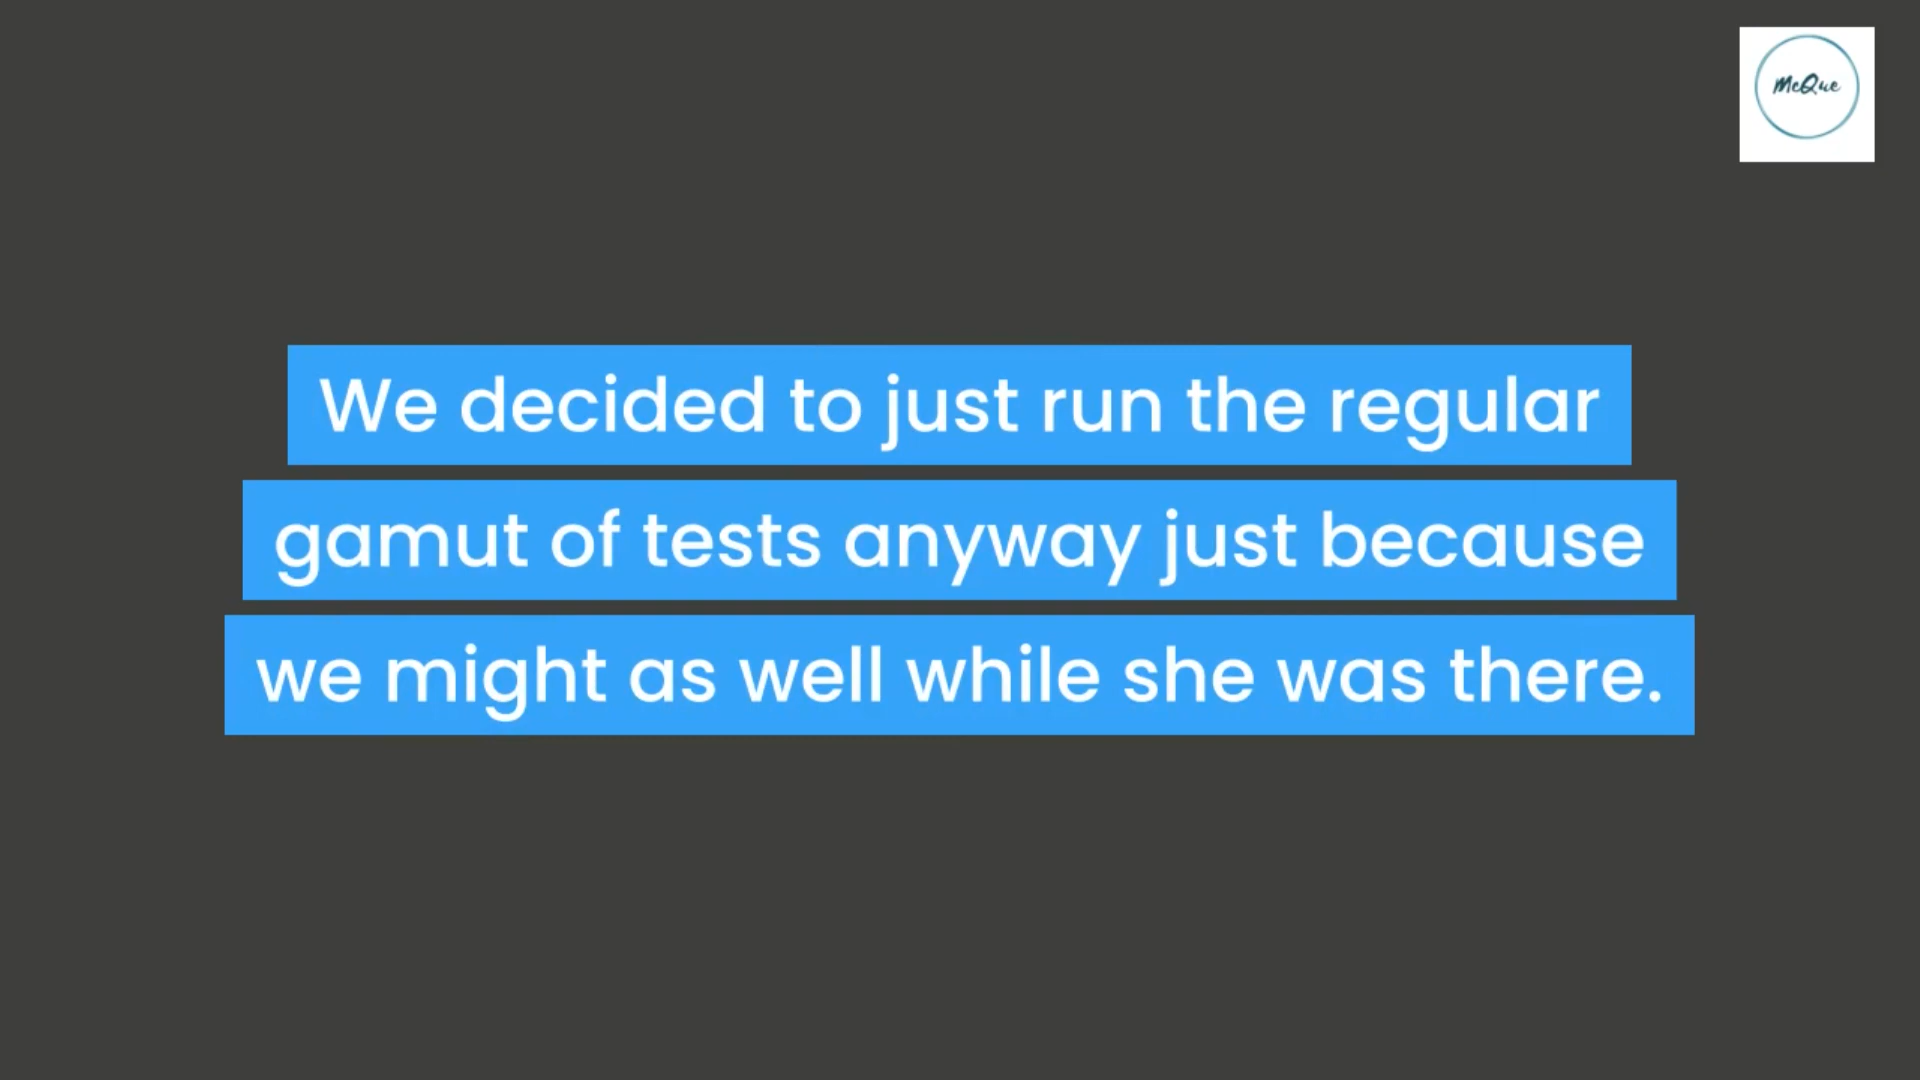 McQue
We decided to just run the regular
gamut of tests anyway just because
we might as well while she was there.